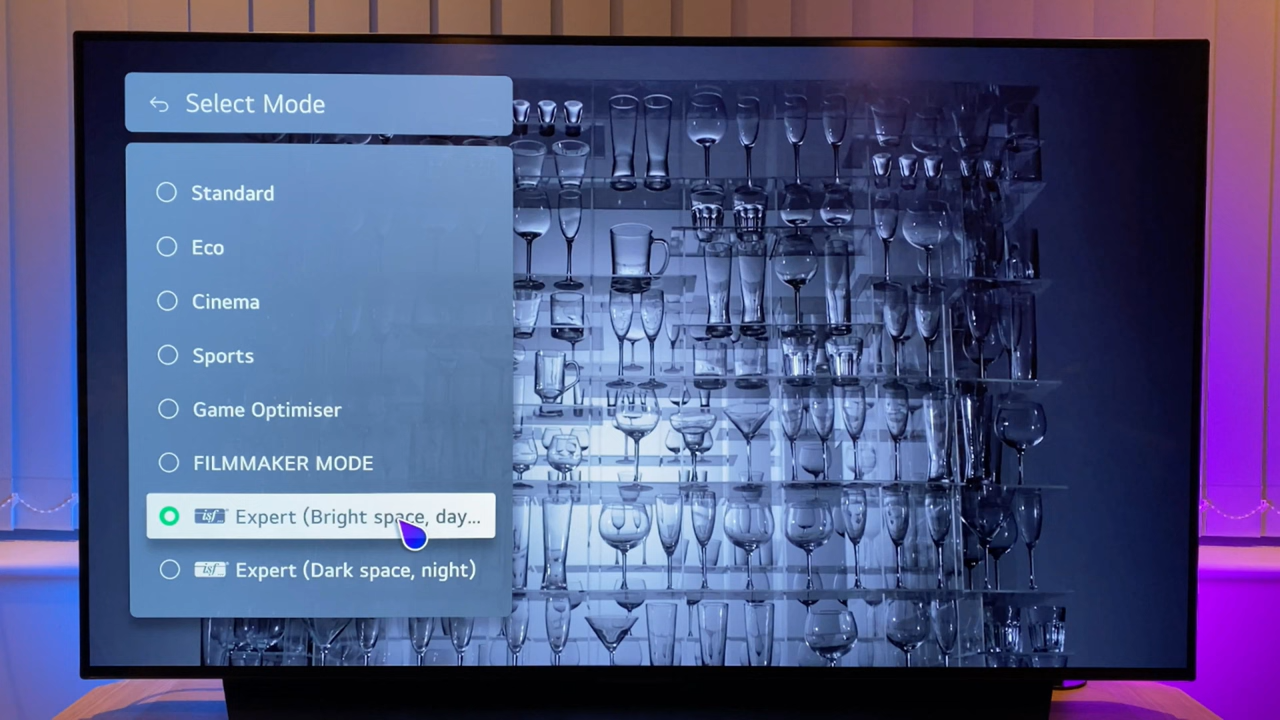 Select Mode
Standard
Eco
Cinema
Sports
Game Optimiser
FILMMAKER MODE
isf Expert (Bright space, day...
isf Expert (Dark space, night)